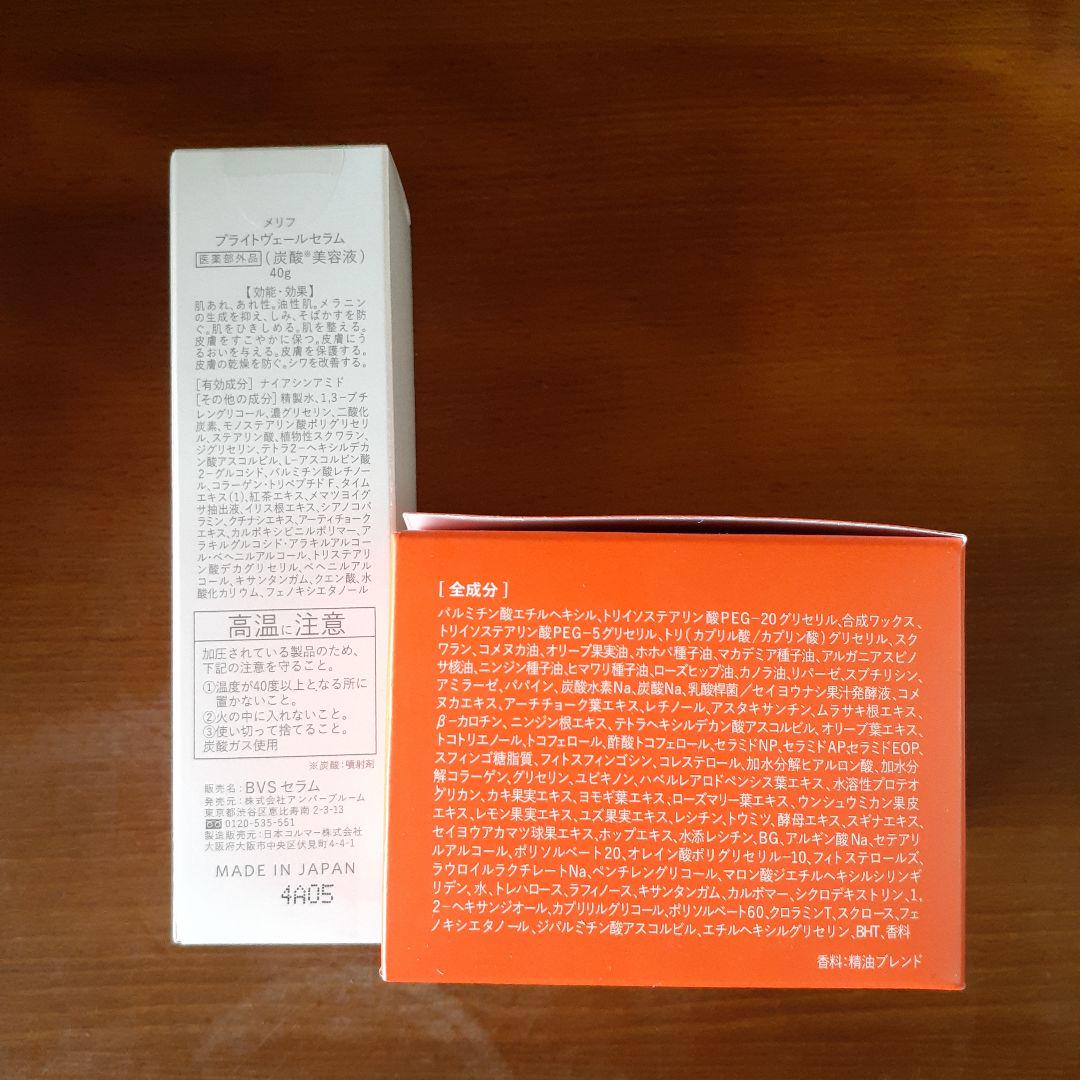 メリフ
ブライトヴェールセラム
医薬部外品 (炭酸※美容液)
40g
【効能・効果】
肌あれ、あれ性。油性肌。メラニン
の生成を抑え、しみ、そばかすを防
ぐ。肌をひきしめる。肌を整える。
皮膚をすこやかに保つ。皮膚にう
るおいを与える。皮膚を保護する。
皮膚の乾燥を防ぐ。シワを改善する。
[有効成分] ナイアシンアミド
[その他の成分] 精製水、1,3-ブチ
レングリコール、濃グリセリン、二酸化
炭素、モノステアリン酸ポリグリセリ
ル、ステアリン酸、植物性スクワラン、
ジグリセリン、テトラ2-ヘキシルデカ
ン酸アスコルビル、L-アスコルビン酸
2-グルコシド、パルミチン酸レチノー
ル、コラーゲン・トリペプチド F、タイム
エキス(1)、紅茶エキス、メマツヨイグ
サ抽出液、イリス根エキス、シアノコバ
ラミン、クチナシエキス、アーティチョーク
エキス、カルボキシビニルポリマー、ア
ラキルグルコシド・アラキルアルコー
ル・ベヘニルアルコール、トリステアリ
ン酸デカグリセリル、ベヘニルアル
コール、キサンタンガム、クエン酸、水
酸化カリウム、フェノキシエタノール
高温に注意
加圧されている製品のため、
下記の注意を守ること。
①温度が40度以上となる所に
置かないこと。
②火の中に入れないこと。
③使い切って捨てること。
炭酸ガス使用
※炭酸:噴射剤
販売名:BVS セラム
発売元:株式会社アンバーブルーム
東京都渋谷区恵比寿南 2-3-13
0120-535-551
製造販売元:日本コルマー株式会社
大阪府大阪市中央区伏見町4-4-1
MADE IN JAPAN
4A05
[全成分]
パルミチン酸エチルヘキシル、トリイソステアリン酸PEG-20グリセリル、合成ワックス、
トリイソステアリン酸PEG-5グリセリル、トリ(カプリル酸/カプリン酸)グリセリル、スク
ワラン、コメヌカ油、オリーブ果実油、ホホバ種子油、マカデミア種子油、アルガニアスピノ
サ核油、ニンジン種子油、ヒマワリ種子油、ローズヒップ油、カノラ油、リパーゼ、スブチリシン、
アミラーゼ、パパイン、炭酸水素Na、炭酸Na、乳酸桿菌/セイヨウナシ果汁発酵液、コメ
ヌカエキス、アーチチョーク葉エキス、レチノール、アスタキサンチン、ムラサキ根エキス、
β-カロチン、ニンジン根エキス、テトラヘキシルデカン酸アスコルビル、オリーブ葉エキス、
トコトリエノール、トコフェロール、酢酸トコフェロール、セラミドNP、セラミドAP、セラミドEOP、
スフィンゴ糖脂質、フィトスフィンゴシン、コレステロール、加水分解ヒアルロン酸、加水分
解コラーゲン、グリセリン、ユビキノン、ハベルレアロドペンシス葉エキス、水溶性プロテオ
グリカン、カキ果実エキス、ヨモギ葉エキス、ローズマリー葉エキス、ウンシュウミカン果皮
エキス、レモン果実エキス、ユズ果実エキス、レシチン、トウミツ、酵母エキス、スギナエキス、
セイヨウアカマツ球果エキス、ホップエキス、水添レシチン、BG、アルギン酸Na、セテアリ
ルアルコール、ポリソルベート20、オレイン酸ポリグリセリル-10、フィトステロールズ、
ラウロイルラクチレートNa、ペンチレングリコール、マロン酸ジエチルヘキシルシリンギ
リデン、水、トレハロース、ラフィノース、キサンタンガム、カルボマー、シクロデキストリン、1,
2-ヘキサンジオール、カプリリルグリコール、ポリソルベート60、クロラミンT、スクロース、フェ
ノキシエタノール、ジパルミチン酸アスコルビル、エチルヘキシルグリセリン、BHT、香料
香料:精油ブレンド